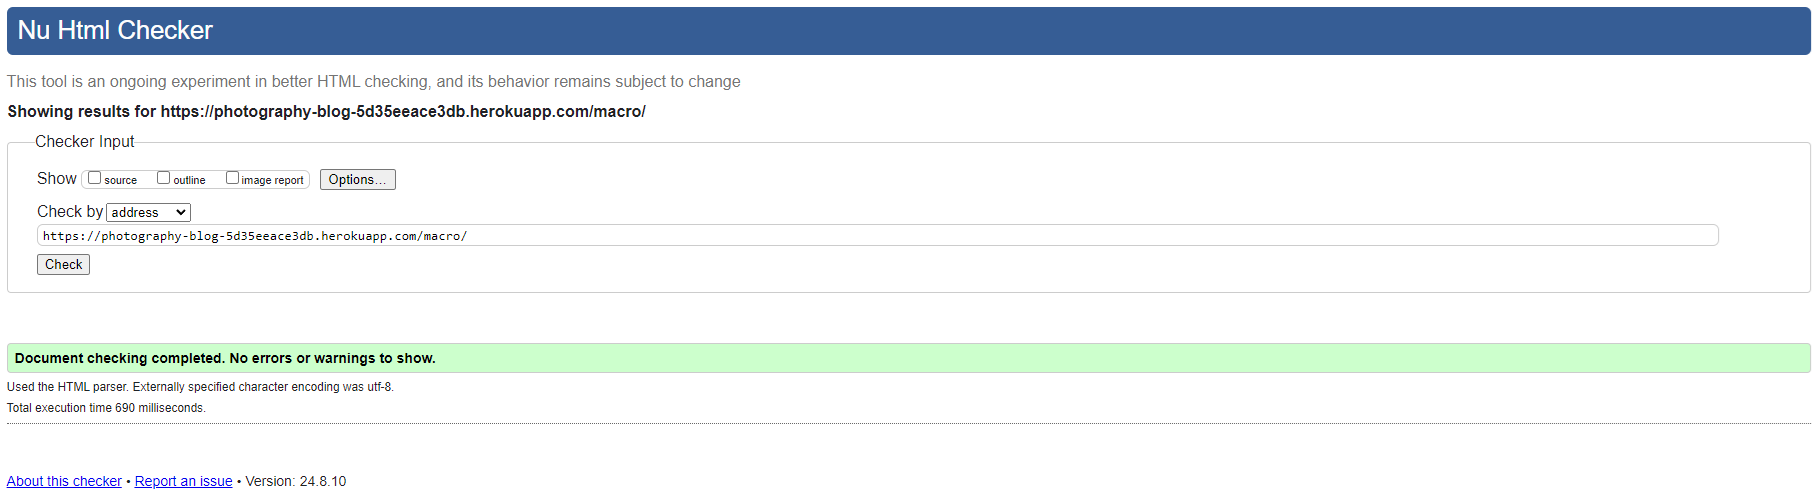 Nu Html Checker
This tool is an ongoing experiment in better HTML checking, and its behavior remains subject to change
Showing results for https://photography-blog-5d35eeace3db.herokuapp.com/macro/
Checker Input
Show source outline image report Options...
Check by address
https://photography-blog-5d35eeace3db.herokuapp.com/macro/
Check
Document checking completed. No errors or warnings to show.
Used the HTML parser. Externally specified character encoding was utf-8.
Total execution time 690 milliseconds.
About this checker • Report an issue • Version: 24.8.10